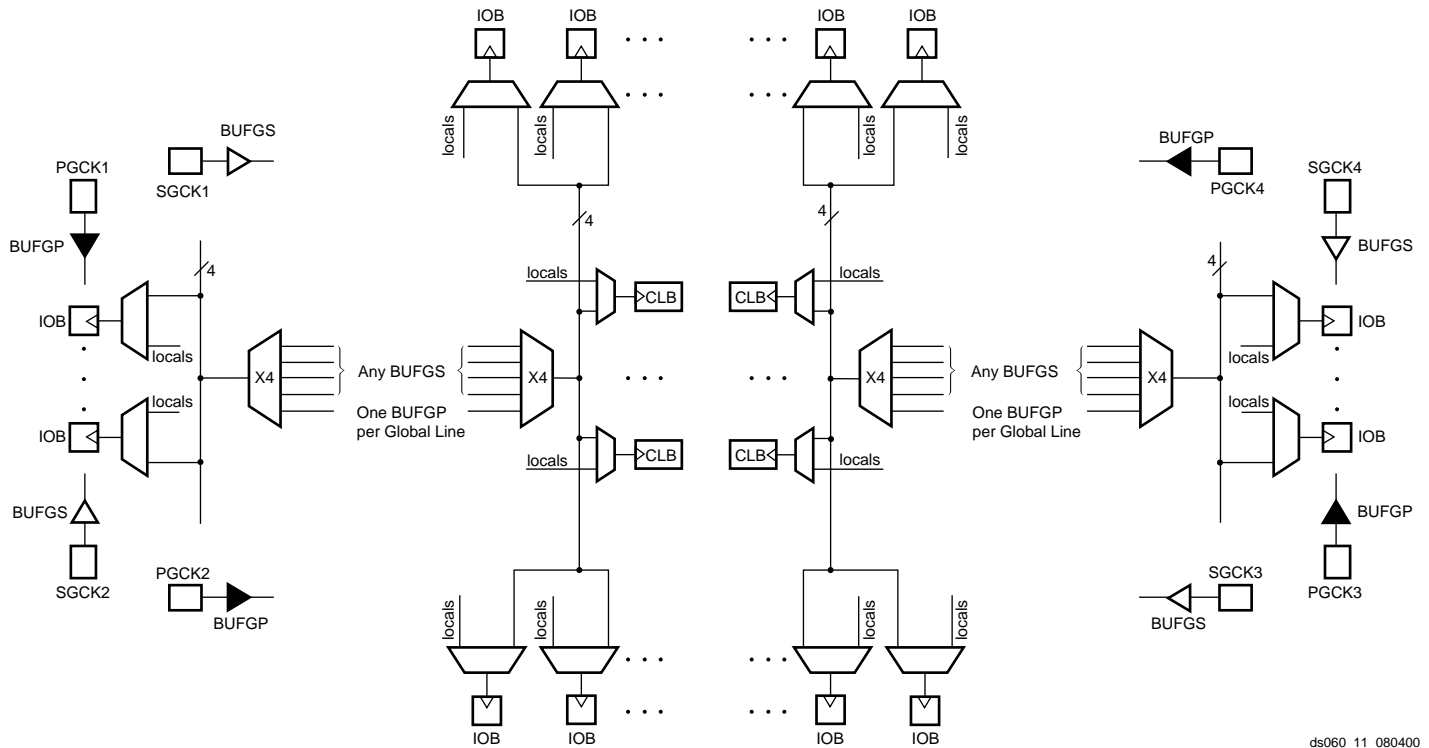 IOB IOB IOB IOB
locals locals locals locals
BUFGS BUFGP
PGCK1 SGCK4
SGCK1 PGCK4
4 4
BUFGP BUFGS
4 locals locals 4
CLB CLB
IOB IOB
locals locals
X4 Any BUFGS X4 X4 Any BUFGS X4
locals One BUFGP One BUFGP locals
per Global Line per Global Line
IOB IOB
locals CLB CLB locals
BUFGS BUFGP
PGCK2 SGCK3
SGCK2 PGCK3
BUFGP BUFGS
locals locals locals locals
IOB IOB IOB IOB
ds060_11_080400